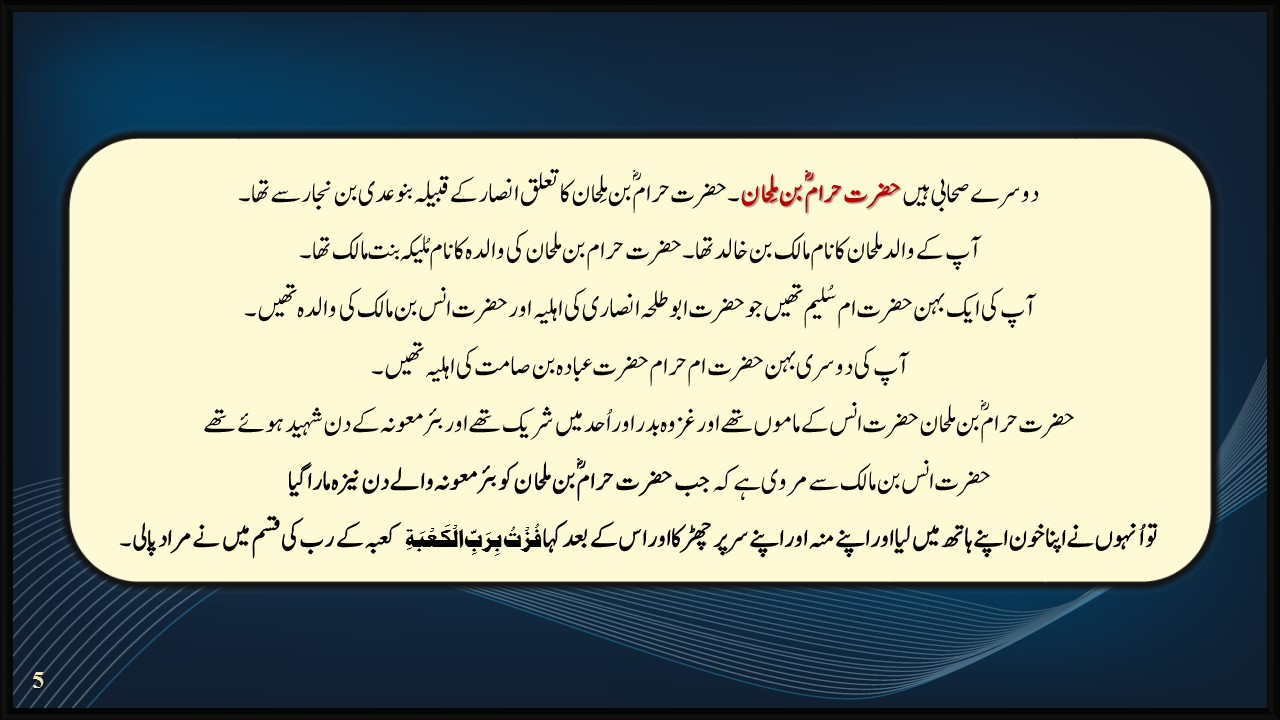 دوسرے صحابی ہیں حضرت حرامؓ بن مِلحان۔ حضرت حرامؓ بن مِلحان کا تعلق انصار کے قبیلہ بنو عدی بن نجار سے تھا۔
آپ کے والد ملحان کا نام مالک بن خالد تھا۔ حضرت حرام بن ملحان کی والدہ کا نام مُلیکہ بنت مالک تھا۔
آپ کی ایک بہن حضرت ام سُلیم تھیں جو حضرت ابو طلحہ انصاری کی اہلیہ اور حضرت انس بن مالک کی والدہ تھیں۔
آپ کی دوسری بہن حضرت ام حرام حضرت عبادہ بن صامت کی اہلیہ تھیں۔
حضرت حرامؓ بن ملحان حضرت انس کے ماموں تھے اور غزوہ بدر اور اُحد میں شریک تھے اور بئر معونہ کے دن شہید ہوئے تھے
حضرت انس بن مالک سے مروی ہے کہ جب حضرت حرامؓ بن ملحان کو بئر معونہ والے دن نیزہ مارا گیا
تو اُنہوں نے اپنا خون اپنے ہاتھ میں لیا اور اپنے منہ اور اپنے سر پر چھڑکا اور اس کے بعد کہا فُزْتُ بِرَبِّ الْكَعْبَةِ کعبہ کے رب کی قسم میں نے مراد پالی۔
5